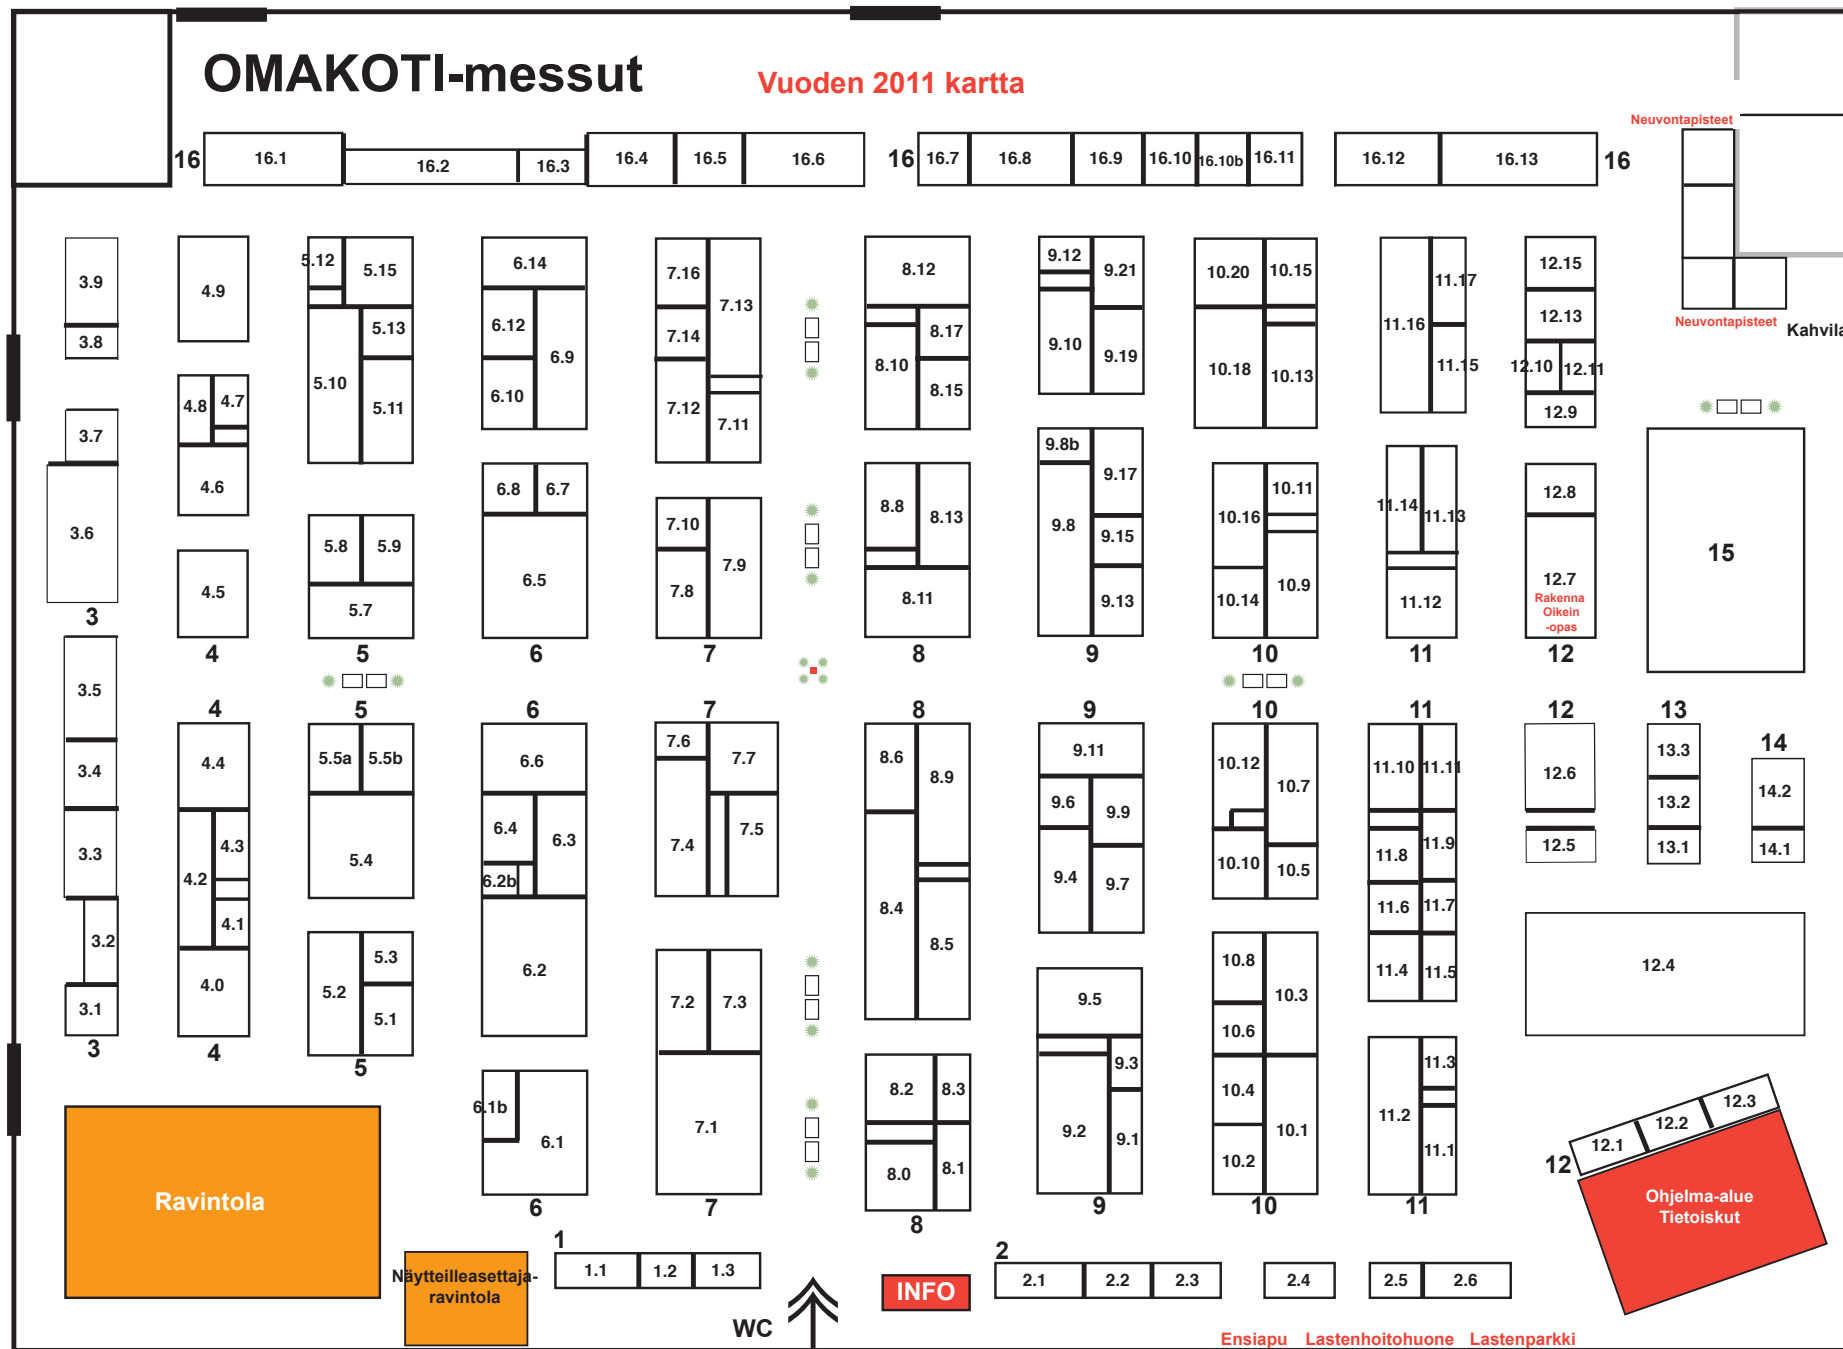 OMAKOTI-messut
Vuoden 2011 kartta
Neuvontapisteet
16 16.1 16.2 16.3 16.4 16.5 16.6 16 16.7 16.8 16.9 16.10 16.10b 16.11 16.12 16.13 16
3.9 4.9 5.12 5.15 6.14 7.16 7.13 8.12 9.12 9.21 10.20 10.15 11.17 12.15
3.8 5.13 6.12 6.9 7.14 8.10 8.17 9.10 9.19 11.16 12.13
Neuvontapisteet Kahvila
5.10 5.11 6.10 7.12 7.11 8.15 10.18 10.13 11.15 12.10 12.11
3.7 4.8 4.7 12.9
3.6 4.6 6.8 6.7 7.10 8.8 8.13 9.8b 9.17 10.16 10.11 11.14 11.13 12.8
5.8 5.9 6.5 7.9 9.8 9.15 15
4.5 5.7 7.8 8.11 9.13 10.14 10.9 11.12 12.7
Rakenna
Oikein
-opas
3 4 5 6 7 8 9 10 11 12
3.5 4 5 6 7 8 9 10 11 12 13 14
3.4 4.4 5.5a 5.5b 6.6 7.6 7.7 8.6 8.9 9.11 10.12 10.7 11.10 11.11 12.6 13.3 14.2
3.3 4.3 5.4 6.4 6.3 7.4 7.5 9.6 9.9 11.8 11.9 12.5 13.2 13.1 14.1
4.2 6.2b 8.4 9.4 9.7 10.10 10.5
3.2 4.1 5.3 6.2 8.5 10.8 11.6 11.7
3.1 4.0 5.2 5.1 7.2 7.3 9.5 10.6 10.3 11.4 11.5 12.4
3 4 5
6.1b 6.1 7.1 8.2 8.3 9.2 9.3 10.4 10.1 11.2 11.3 12.1 12.2 12.3
8.0 8.1 9.1 10.2 11.1 12
Ravintola
Ohjelma-alue
Tietoiskut
6 7 8 9 10 11
1 1.1 1.2 1.3
2 2.1 2.2 2.3 2.4 2.5 2.6
Näytteilleasettaja-
ravintola
INFO
WC
Ensiapu Lastenhoitohuone Lastenparkki